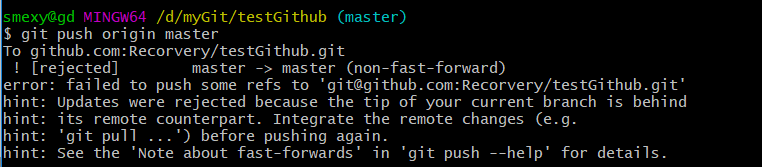 smexy@gd MINGW64 /d/myGit/testGithub (master)
$ git push origin master
To github.com:Recorvery/testGithub.git
 ! [rejected]        master -> master (non-fast-forward)
error: failed to push some refs to 'git@github.com:Recorvery/testGithub.git'
hint: Updates were rejected because the tip of your current branch is behind
hint: its remote counterpart. Integrate the remote changes (e.g.
hint: 'git pull ...') before pushing again.
hint: See the 'Note about fast-forwards' in 'git push --help' for details.